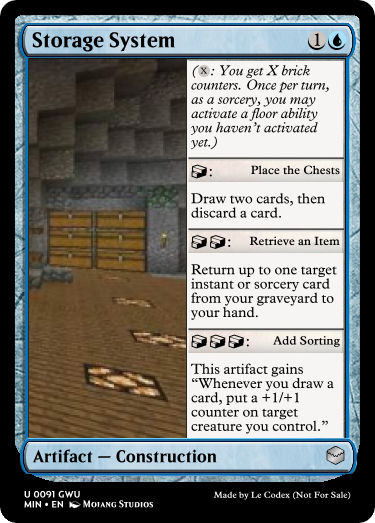 Storage System 1
(X: You get X brick
counters. Once per turn,
as a sorcery, you may
activate a floor ability
you haven't activated
yet.)
: Place the Chests
Draw two cards, then
discard a card.
: Retrieve an Item
Return up to one target
instant or sorcery card
from your graveyard to
your hand.
: Add Sorting
This artifact gains
“Whenever you draw a
card, put a +1/+1
counter on target
creature you control.”
Artifact — Construction
U 0091 GWU
MIN • EN Mojang Studios
Made by Le Codex (Not For Sale)